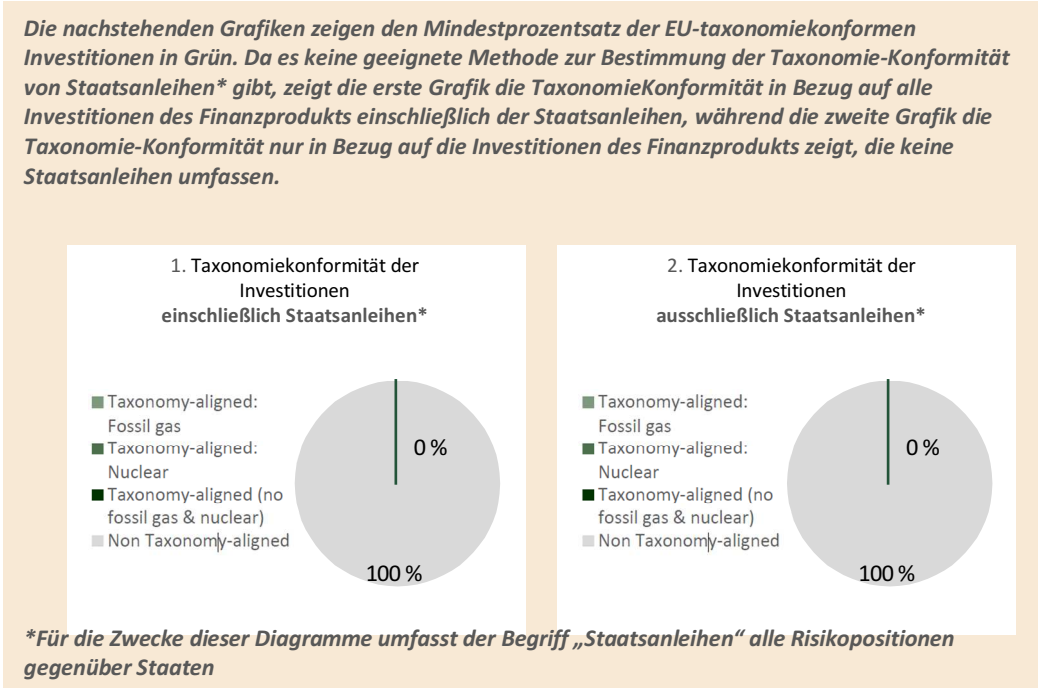 Die nachstehenden Grafiken zeigen den Mindestprozentsatz der EU-taxonomiekonformen
Investitionen in Grün. Da es keine geeignete Methode zur Bestimmung der Taxonomie-Konformität
von Staatsanleihen* gibt, zeigt die erste Grafik die TaxonomieKonformität in Bezug auf alle
Investitionen des Finanzprodukts einschließlich der Staatsanleihen, während die zweite Grafik die
Taxonomie-Konformität nur in Bezug auf die Investitionen des Finanzprodukts zeigt, die keine
Staatsanleihen umfassen.
1. Taxonomiekonformität der
Investitionen
einschließlich Staatsanleihen*
Taxonomy-aligned:
Fossil gas
Taxonomy-aligned:
Nuclear
Taxonomy-aligned (no
fossil gas & nuclear)
Non Taxonomy-aligned
0 %
100 %
2. Taxonomiekonformität der
Investitionen
ausschließlich Staatsanleihen*
Taxonomy-aligned:
Fossil gas
Taxonomy-aligned:
Nuclear
Taxonomy-aligned (no
fossil gas & nuclear)
Non Taxonomy-aligned
0 %
100 %
*Für die Zwecke dieser Diagramme umfasst der Begriff „Staatsanleihen“ alle Risikopositionen
gegenüber Staaten